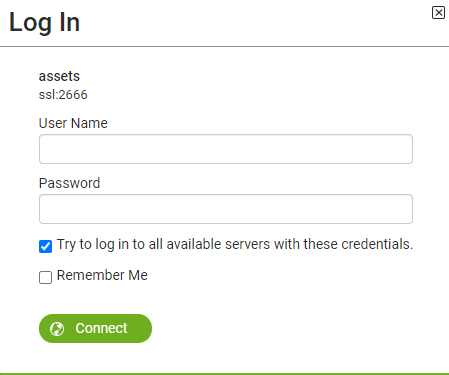 Log In
assets
ssl:2666
User Name
Password
Try to log in to all available servers with these credentials.
Remember Me
Connect